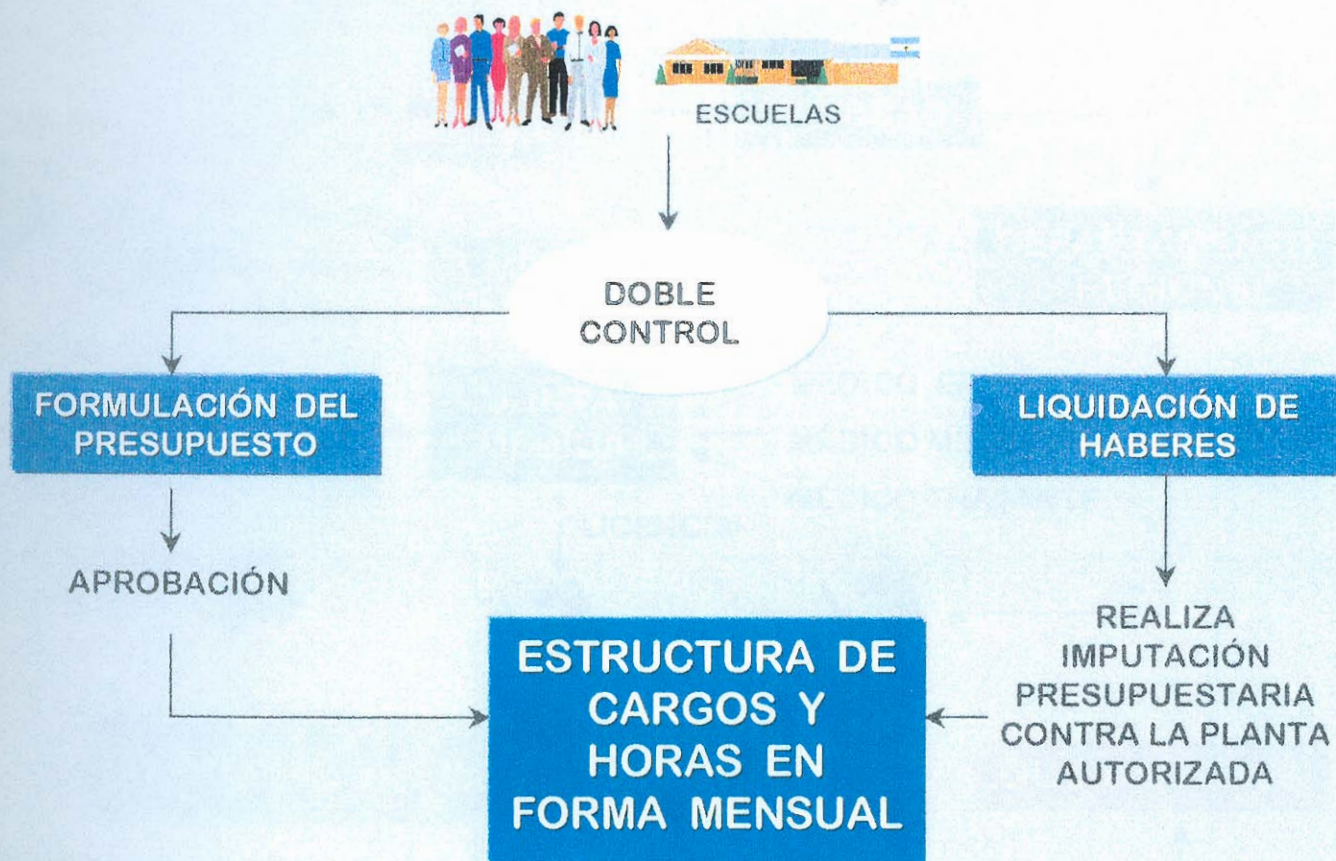 ESCUELAS
DOBLE
CONTROL
FORMULACIÓN DEL
PRESUPUESTO
LIQUIDACIÓN DE
HABERES
APROBACIÓN
REALIZA
IMPUTACIÓN
PRESUPUESTARIA
CONTRA LA PLANTA
AUTORIZADA
ESTRUCTURA DE
CARGOS Y
HORAS EN
FORMA MENSUAL